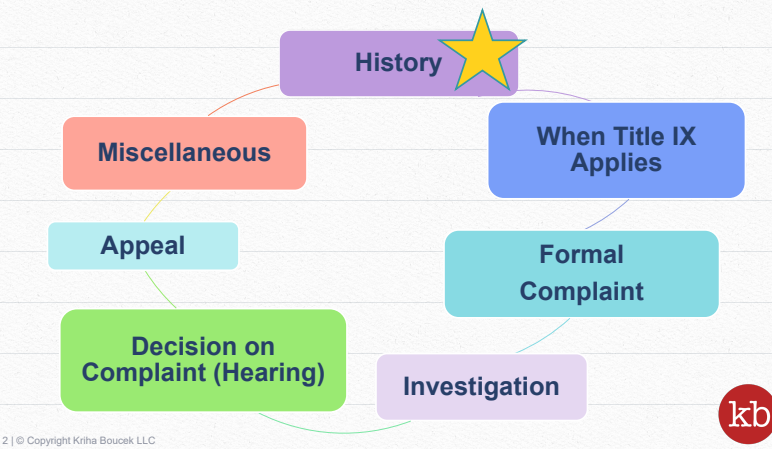 History
When Title IX
Applies
Formal
Complaint
Investigation
Decision on
Complaint (Hearing)
Appeal
Miscellaneous
kb
2 | © Copyright Kriha Boucek LLC